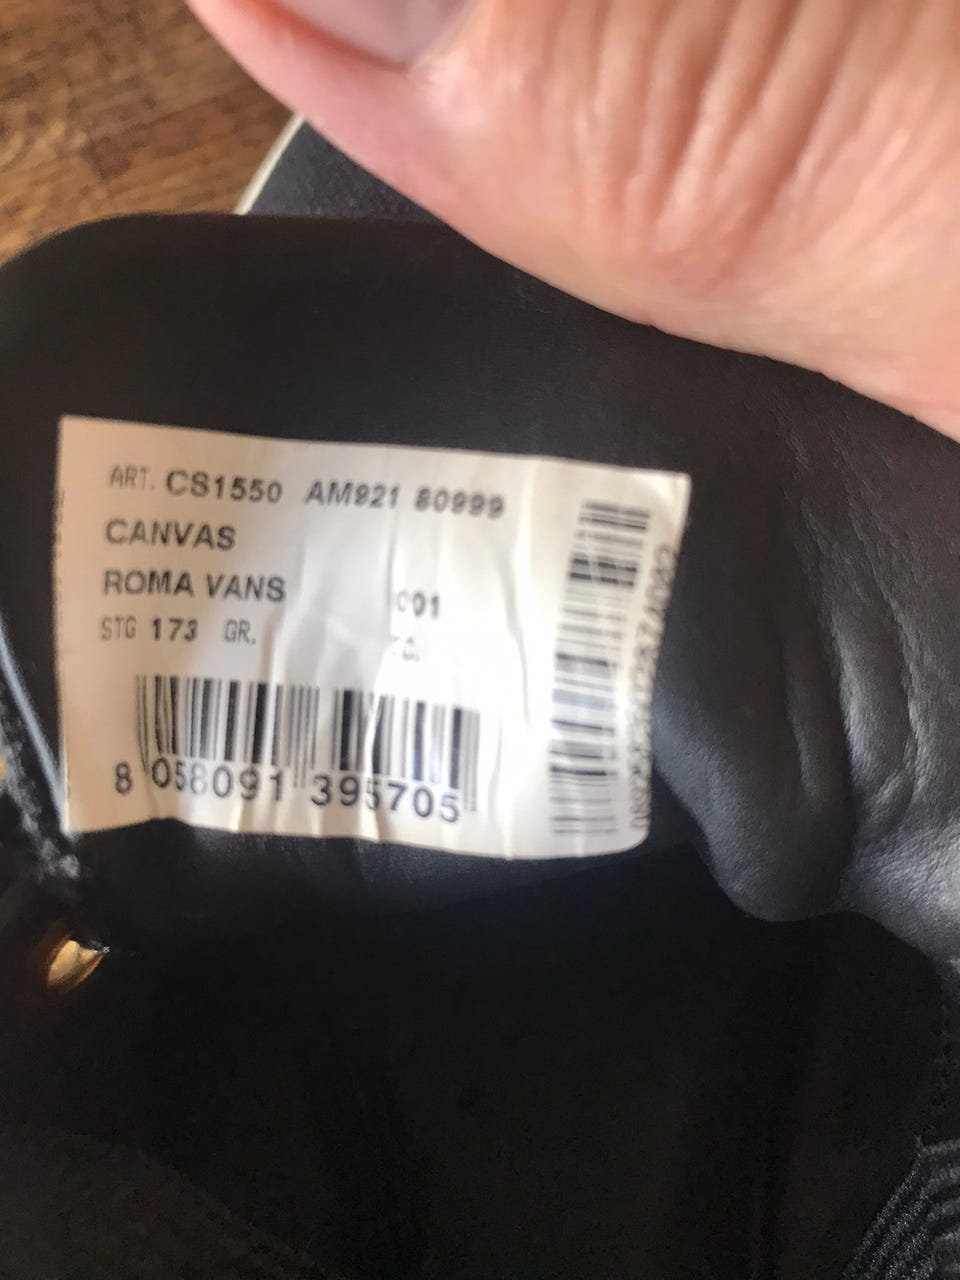 ART. CS1550 AM921 80999
CANVAS
ROMA VANS
STG 173 GR.
8 058091 395705